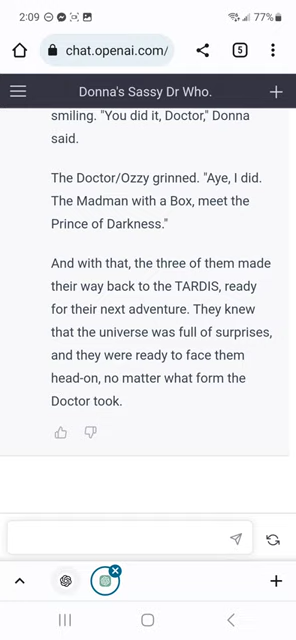 2:09
77%
chat.openai.com/
5
Donna's Sassy Dr Who.
smiling. "You did it, Doctor," Donna
said.
The Doctor/Ozzy grinned. "Aye, I did.
The Madman with a Box, meet the
Prince of Darkness."
And with that, the three of them made
their way back to the TARDIS, ready
for their next adventure. They knew
that the universe was full of surprises,
and they were ready to face them
head-on, no matter what form the
Doctor took.